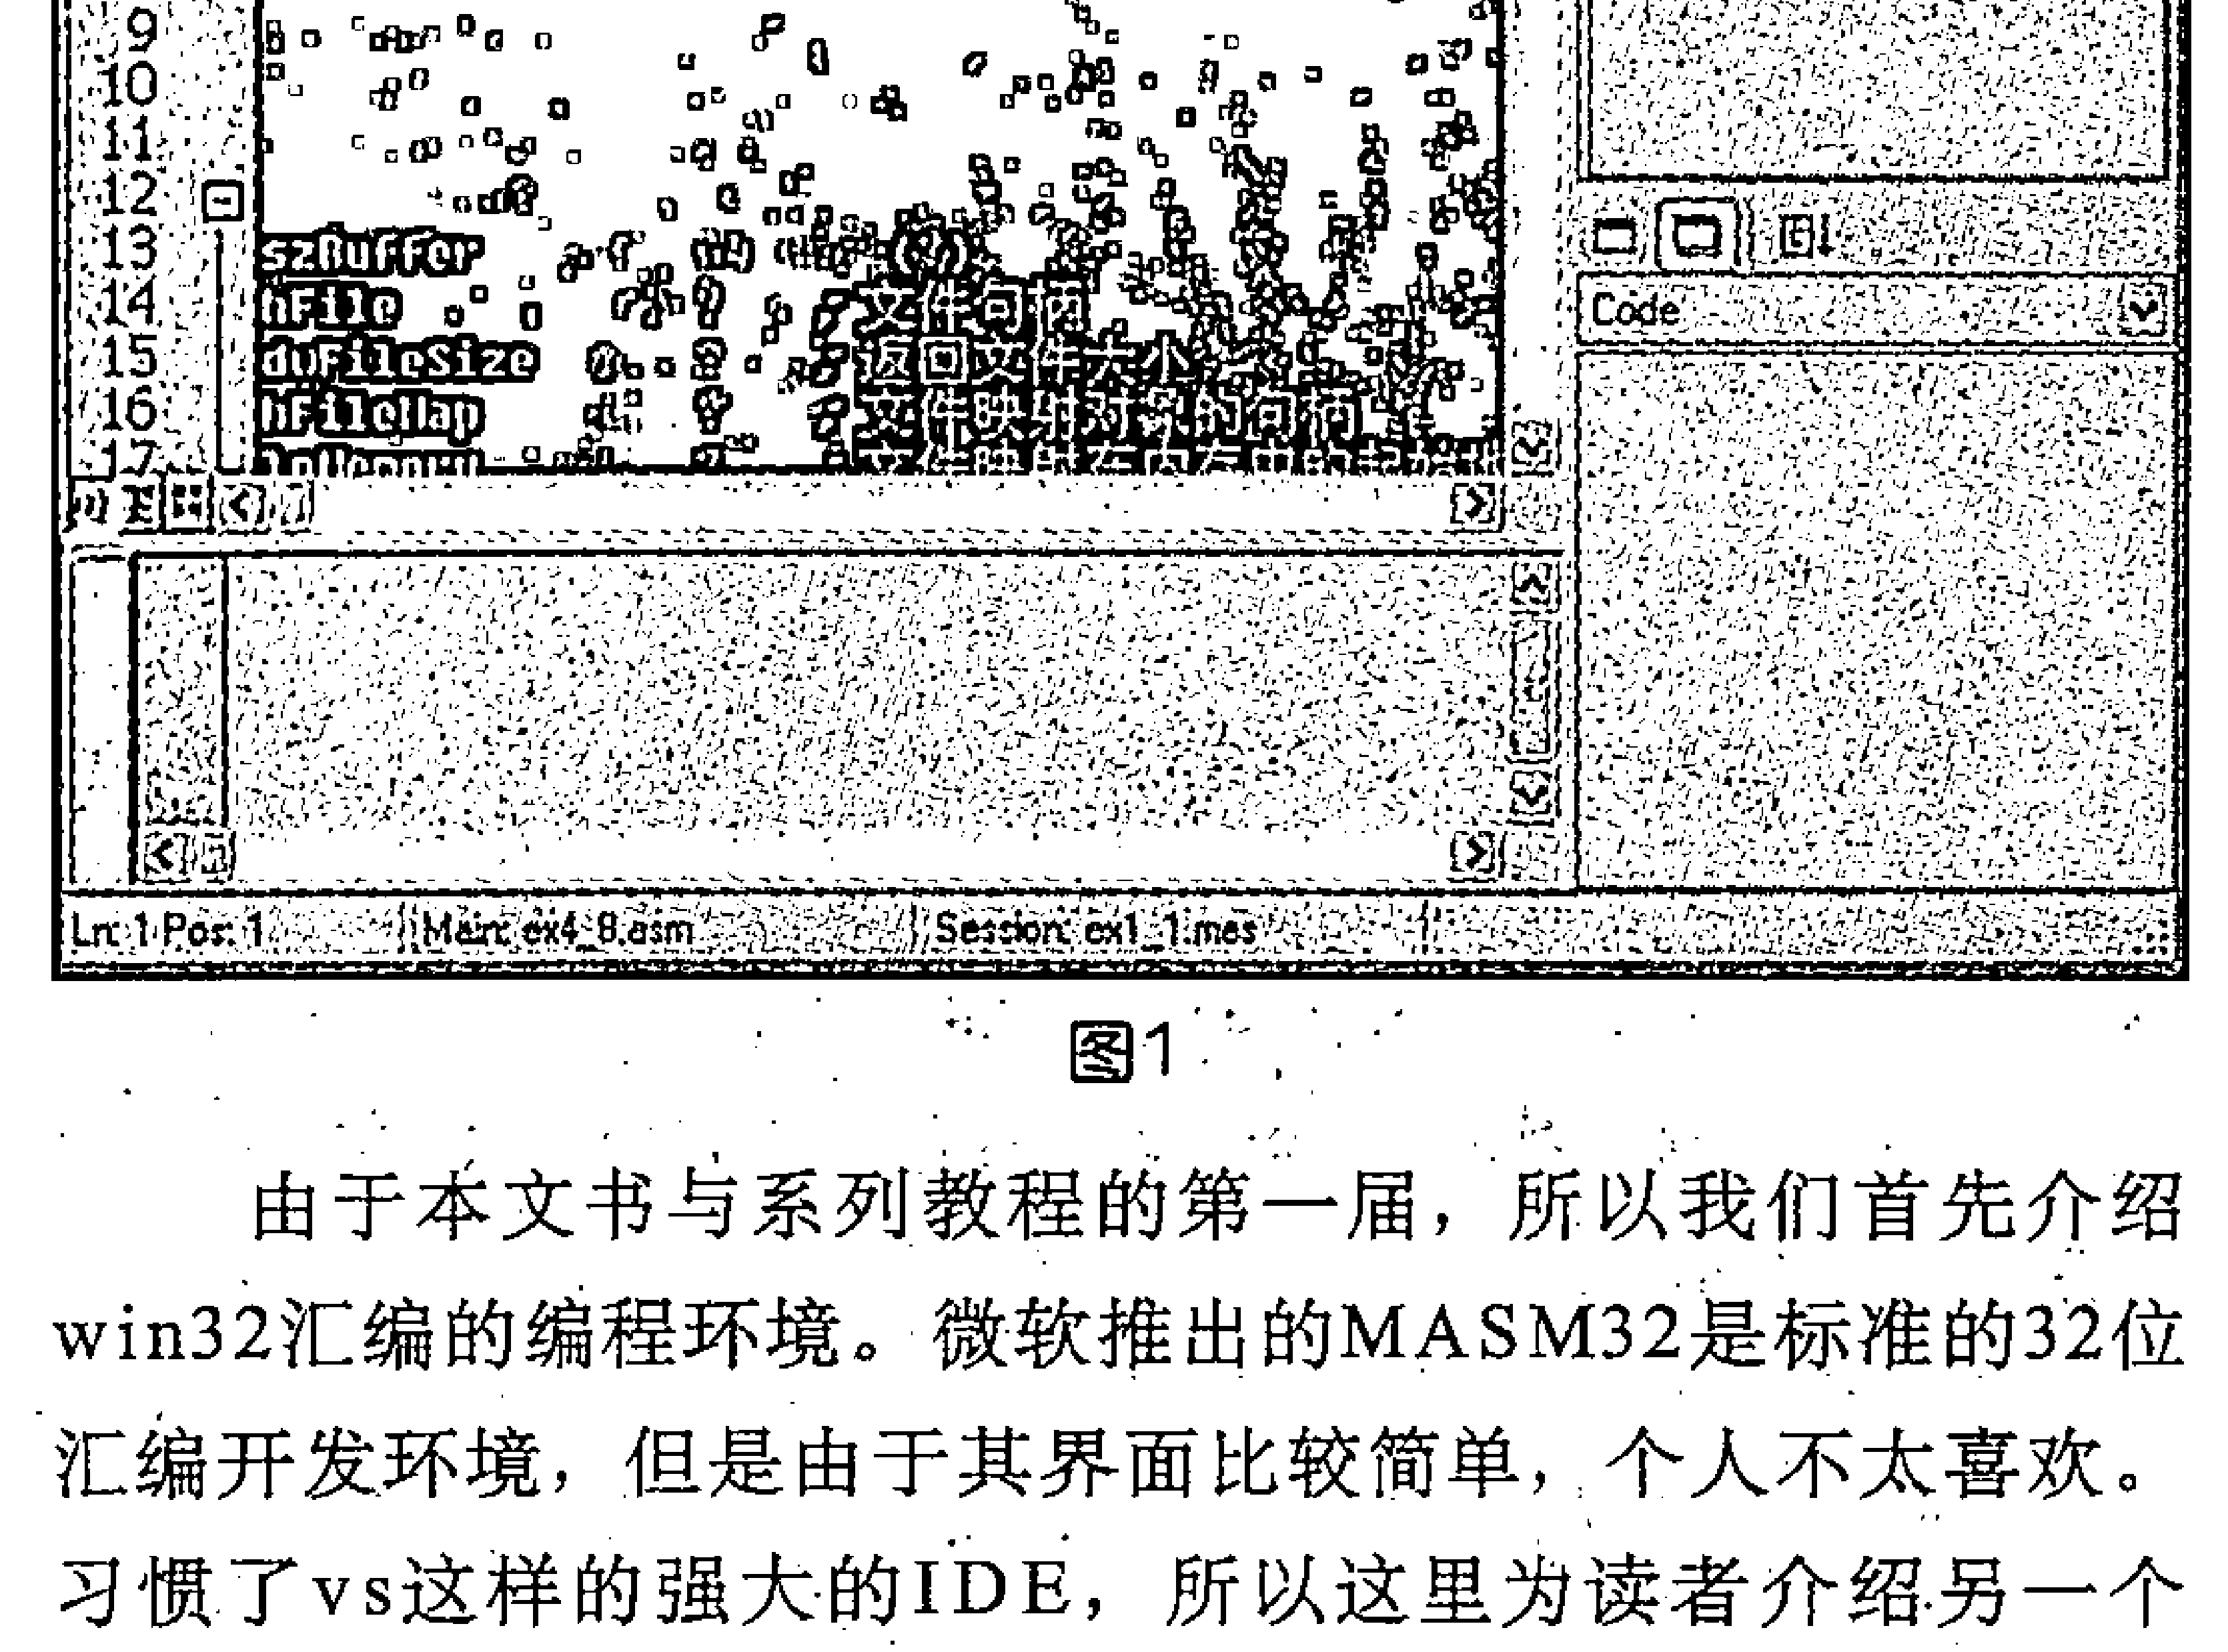 9
10
11
12
13 szBuffer
14 hFile 文件句柄
15 dwFileSize 返回文件大小
16 hFileMap 文件映射对象的句柄
17
Code
Ln: 1 Pos: 1 Main: ex4_8.asm Session: ex1_1.mes
图1
由于本文书与系列教程的第一届，所以我们首先介绍
win32汇编的编程环境。微软推出的MASM32是标准的32位
汇编开发环境，但是由于其界面比较简单，个人不太喜欢。
习惯了vs这样的强大的IDE，所以这里为读者介绍另一个